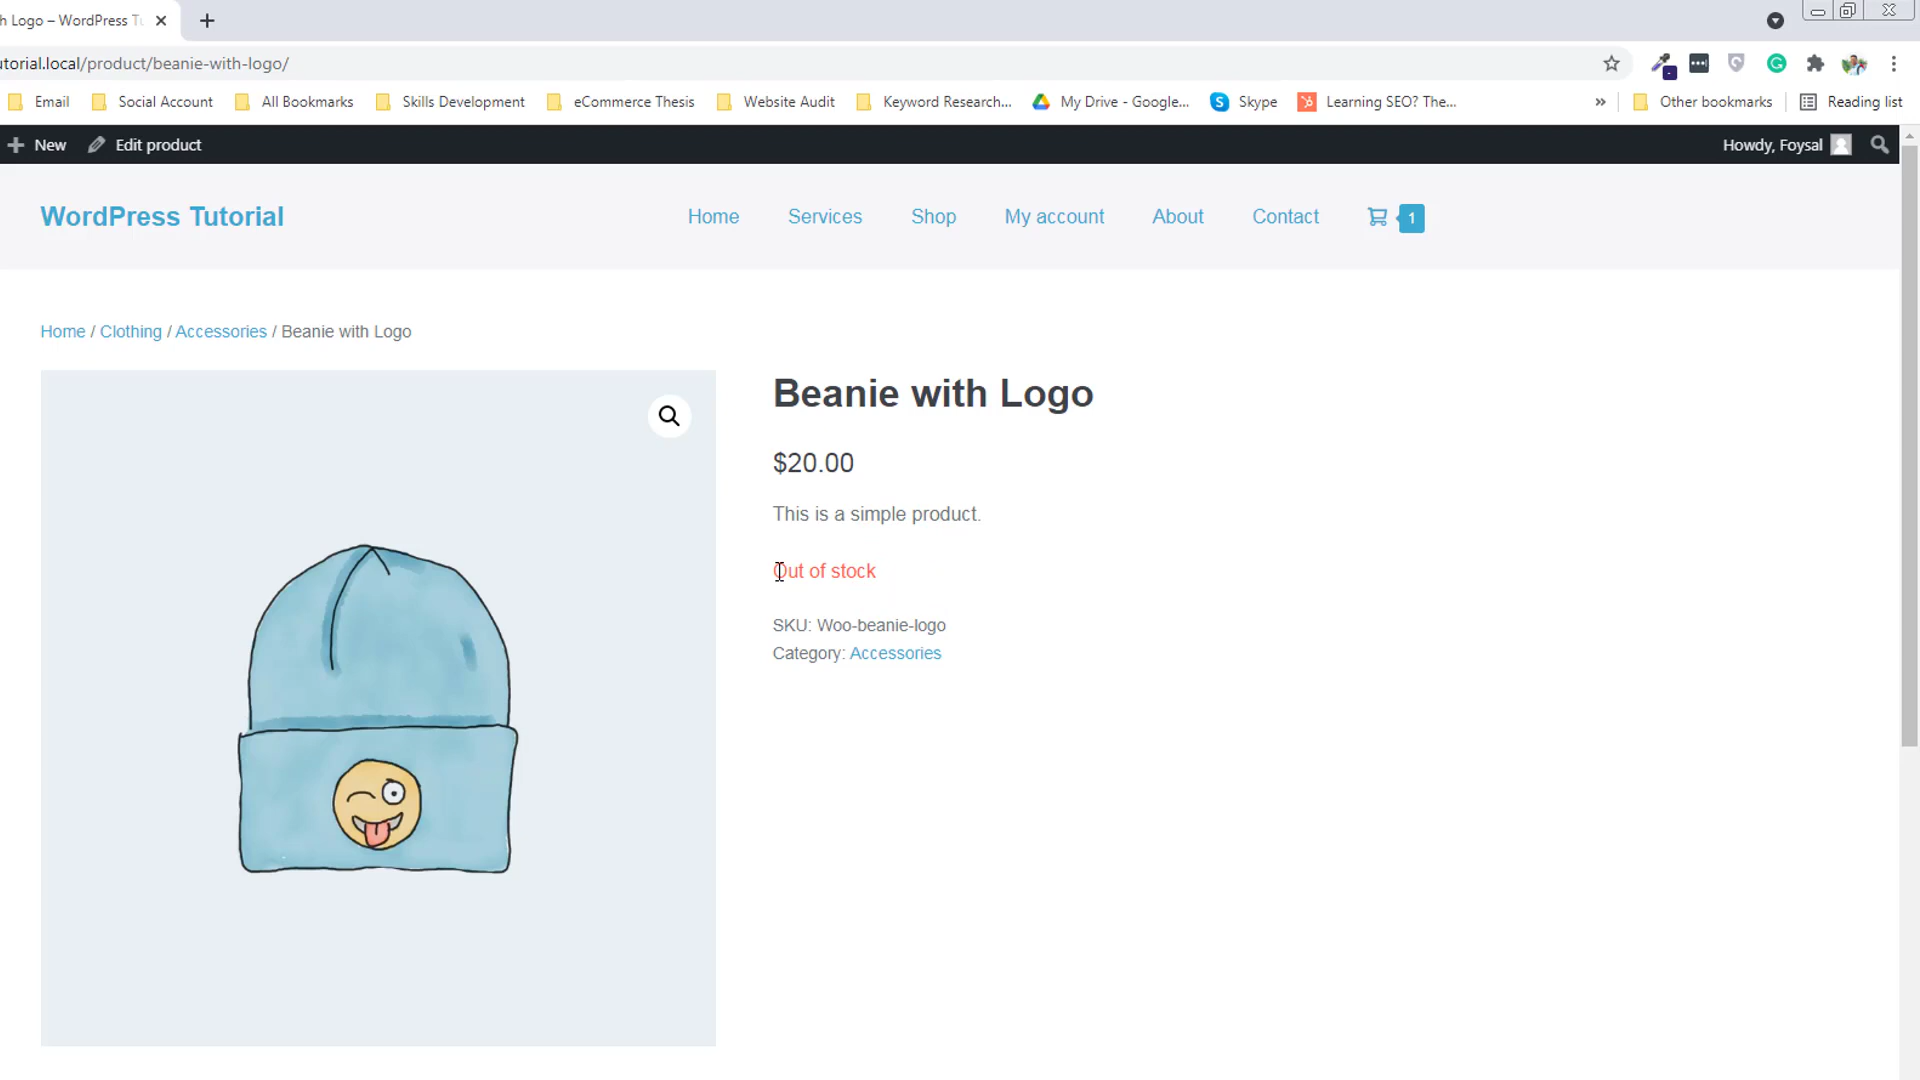 h Logo – WordPress Tu
utorial.local/product/beanie-with-logo/
Email Social Account All Bookmarks Skills Development eCommerce Thesis Website Audit Keyword Research... My Drive - Google... Skype Learning SEO? The... » Other bookmarks Reading list
New Edit product Howdy, Foysal
WordPress Tutorial Home Services Shop My account About Contact 1
Home / Clothing / Accessories / Beanie with Logo
Beanie with Logo
$20.00
This is a simple product.
Out of stock
SKU: Woo-beanie-logo
Category: Accessories